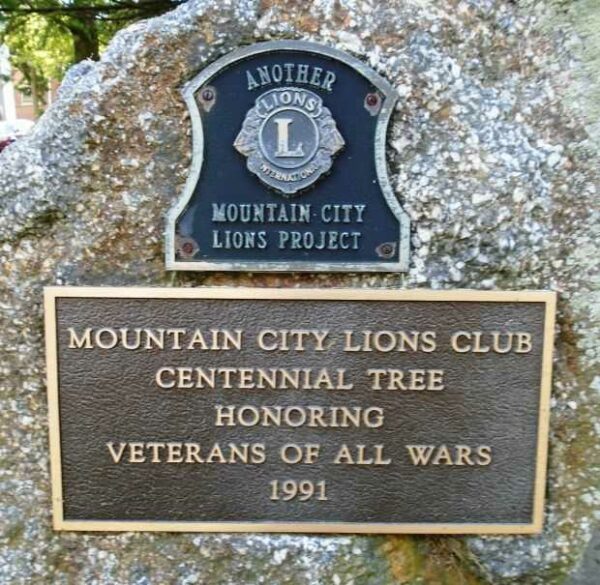 ANOTHER
LIONS
L
INTERNATIONAL
MOUNTAIN CITY
LIONS PROJECT
MOUNTAIN CITY LIONS CLUB
CENTENNIAL TREE
HONORING
VETERANS OF ALL WARS
1991